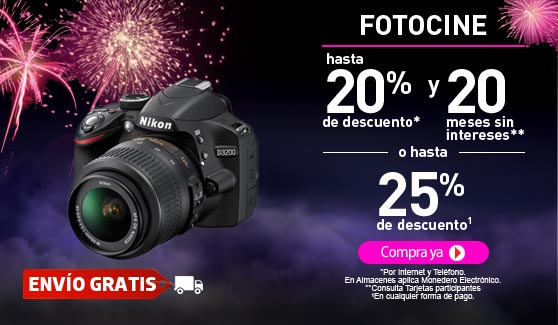 FOTOCINE
hasta
20% y 20
de descuento* meses sin
intereses**
o hasta
25%
de descuento¹
Compra ya
*Por Internet y Teléfono.
En Almacenes aplica Monedero Electrónico.
**Consulta Tarjetas participantes
¹En cualquier forma de pago.
Nikon
D3200
Nikon
ENVÍO GRATIS